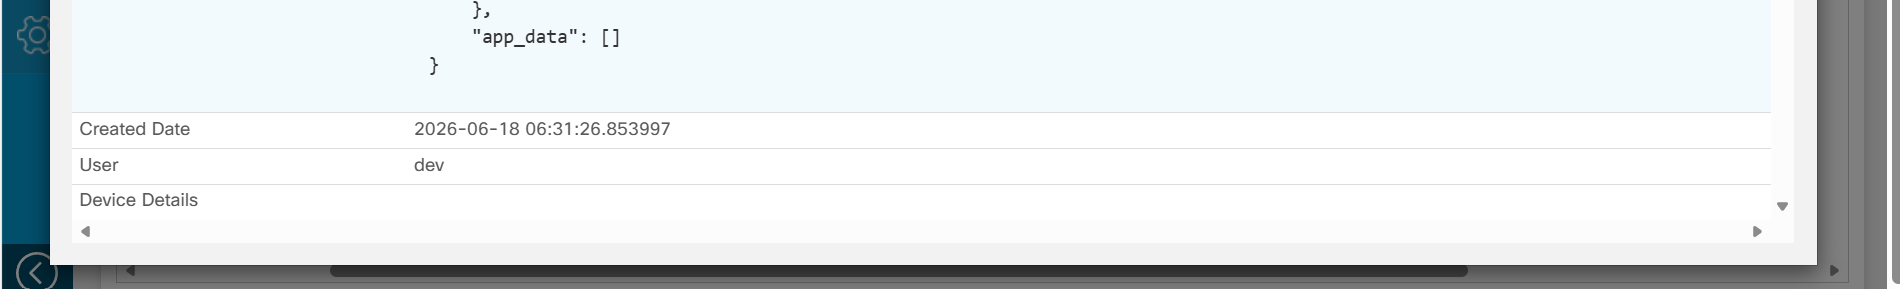 },
"app_data": []
}
Created Date 2026-06-18 06:31:26.853997
User dev
Device Details